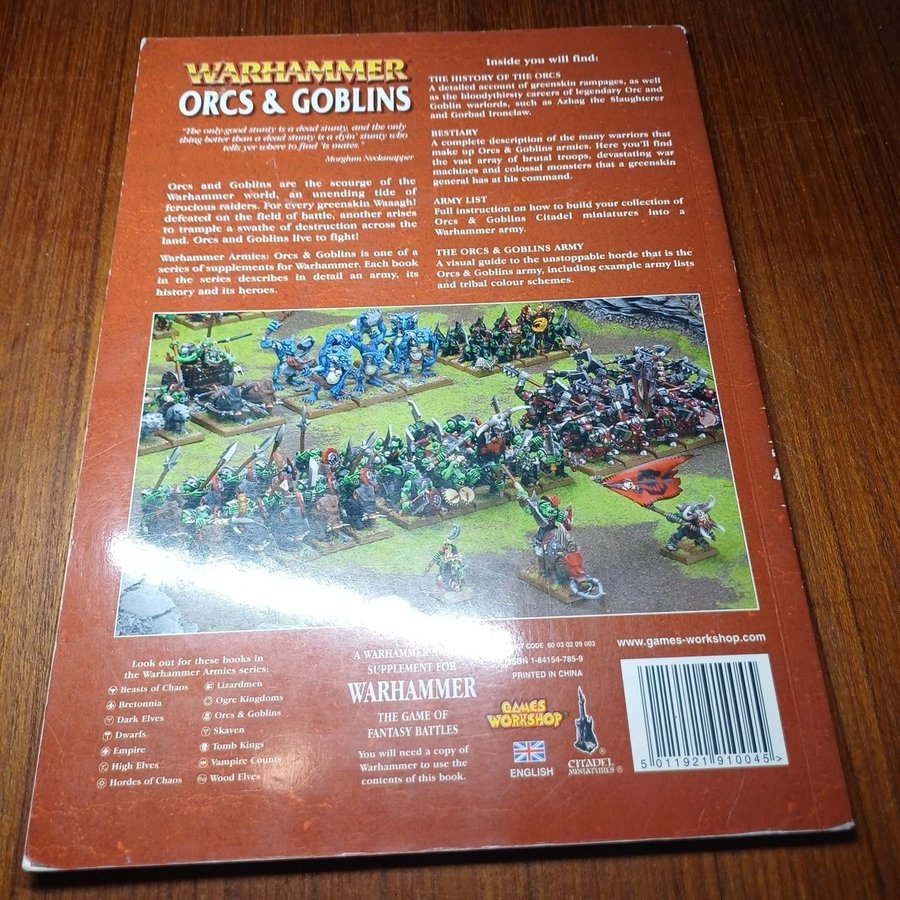 WARHAMMER
ORCS & GOBLINS
"The only good stunty is a dead stunty, and the only
thing better than a dead stunty is a dyin' stunty who
tells yer where to find 'is mates."
Morglum Necksnapper
Orcs and Goblins are the scourge of the
Warhammer world, an unending tide of
ferocious raiders. For every greenskin Waaagh!
defeated on the field of battle, another arises
to trample a swathe of destruction across the
land. Orcs and Goblins live to fight!
Warhammer Armies: Orcs & Goblins is one of a
series of supplements for Warhammer. Each book
in the series describes in detail an army, its
history and its heroes.
Inside you will find:
THE HISTORY OF THE ORCS
A detailed account of greenskin rampages, as well
as the bloodythirsty careers of legendary Orc and
Goblin warlords, such as Azhag the Slaughterer
and Gorbad Ironclaw.
BESTIARY
A complete description of the many warriors that
make up Orcs & Goblins armies. Here you'll find
the vast array of brutal troops, devastating war
machines and colossal monsters that a greenskin
general has at his command.
ARMY LIST
Full instruction on how to build your collection of
Orcs & Goblins Citadel miniatures into a
Warhammer army.
THE ORCS & GOBLINS ARMY
A visual guide to the unstoppable horde that is the
Orcs & Goblins army, including example army lists
and tribal colour schemes.
Look out for these books in
the Warhammer Armies series:
Beasts of Chaos
Bretonnia
Dark Elves
Dwarfs
Empire
High Elves
Hordes of Chaos
Lizardmen
Ogre Kingdoms
Orcs & Goblins
Skaven
Tomb Kings
Vampire Counts
Wood Elves
A WARHAMMER
SUPPLEMENT FOR
WARHAMMER
THE GAME OF
FANTASY BATTLES
You will need a copy of
Warhammer to use the
contents of this book.
CODE 60 03 02 09 003
ISBN 1-84154-785-9
PRINTED IN CHINA
GAMES
WORKSHOP®
ENGLISH
CITADEL
MINIATURES ®
www.games-workshop.com
5 011921 910045 >